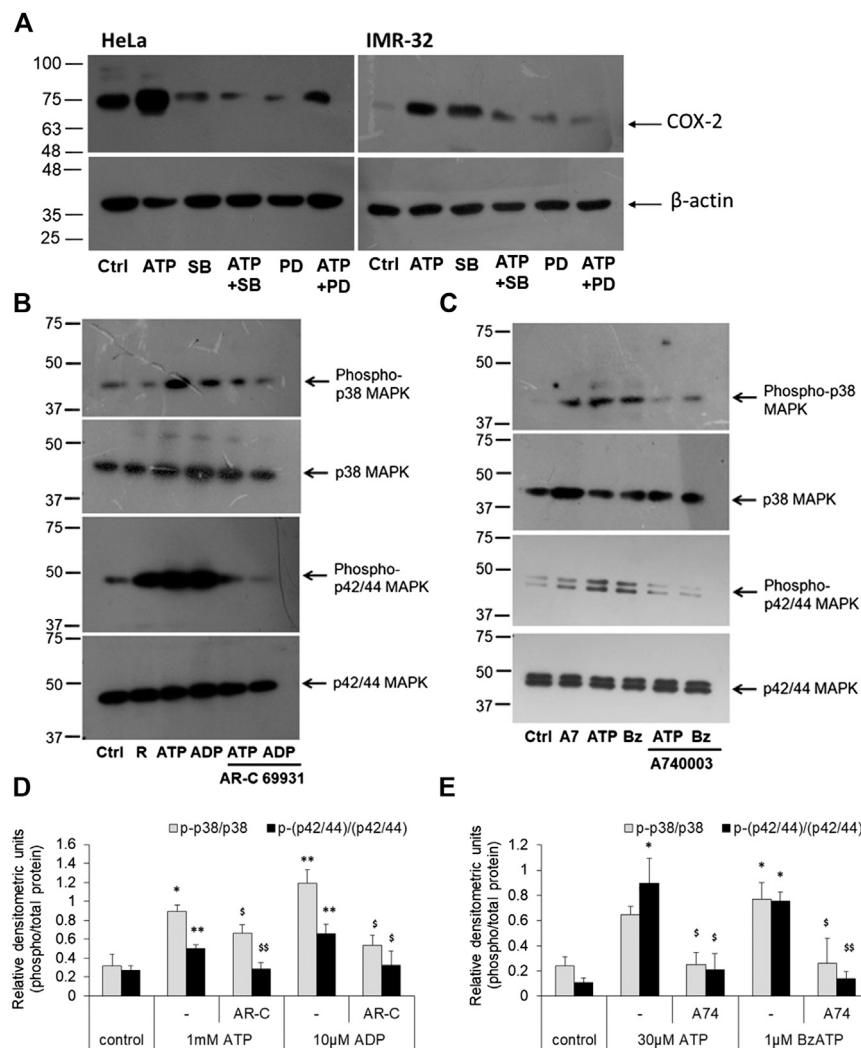 A
HeLa
IMR-32
100
75
63
48
COX-2
48
35
25
β-actin
Ctrl ATP SB ATP +SB PD ATP +PD
Ctrl ATP SB ATP +SB PD ATP +PD
B
75
50
37
Phospho-
p38 MAPK
50
37
p38 MAPK
75
50
37
Phospho-
p42/44 MAPK
75
50
37
p42/44 MAPK
Ctrl R ATP ADP ATP ADP
AR-C 69931
C
75
50
37
Phospho-p38
MAPK
75
50
37
p38 MAPK
50
37
Phospho-
p42/44 MAPK
50
37
p42/44 MAPK
Ctrl A7 ATP Bz ATP Bz
A740003
D
p-p38/p38 p-(p42/44)/(p42/44)
Relative densitometric units
(phospho/total protein)
1.6
1.4
1.2
1
0.8
0.6
0.4
0.2
0
* ** $ $$ ** ** $ $
- AR-C - AR-C
control 1mM ATP 10μM ADP
E
p-p38/p38 p-(p42/44)/(p42/44)
Relative densitometric units
(phospho/total protein)
1.2
1
0.8
0.6
0.4
0.2
0
* $ $ * * $ $$
- A74 - A74
control 30μM ATP 1μM BzATP